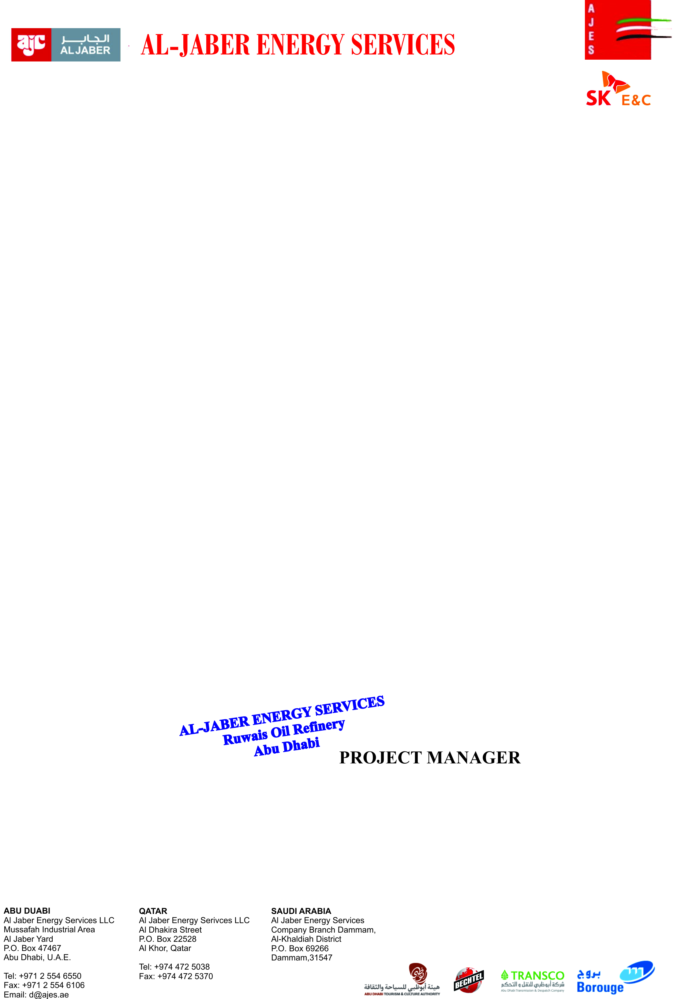 ajc
الجابر
AL JABER
AL-JABER ENERGY SERVICES
A
J
E
S
SK E&C
AL-JABER ENERGY SERVICES
Ruwais Oil Refinery
Abu Dhabi
PROJECT MANAGER
ABU DUABI
Al Jaber Energy Services LLC
Mussafah Industrial Area
Al Jaber Yard
P.O. Box 47467
Abu Dhabi, U.A.E.
Tel: +971 2 554 6550
Fax: +971 2 554 6106
Email: d@ajes.ae
QATAR
Al Jaber Energy Serivces LLC
Al Dhakira Street
P.O. Box 22528
Al Khor, Qatar
Tel: +974 472 5038
Fax: +974 472 5370
SAUDI ARABIA
Al Jaber Energy Services
Company Branch Dammam,
Al-Khaldiah District
P.O. Box 69266
Dammam,31547
أبوظبي
هيئة أبوظبي للسياحة والثقافة
ABU DHABI TOURISM & CULTURE AUTHORITY
BECHTEL
TRANSCO
شركة أبوظبي للنقل و التحكم
Abu Dhabi Transmission & Despatch Company
بروج
Borouge